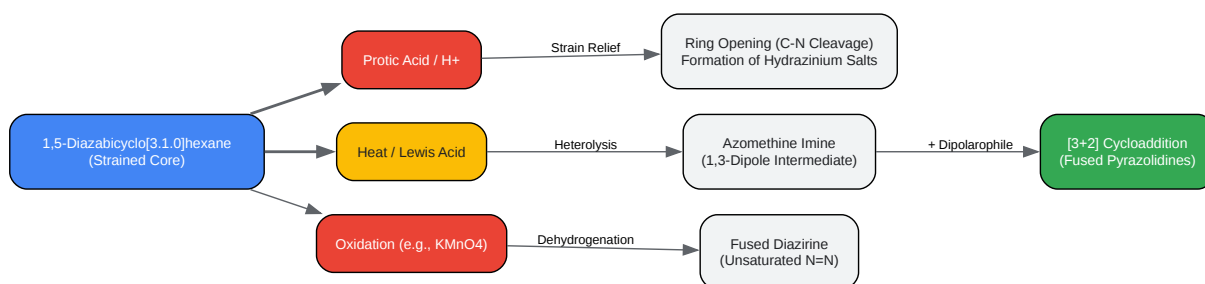 Protic Acid / H+
Strain Relief
Ring Opening (C-N Cleavage)
Formation of Hydrazinium Salts
1,5-Diazabicyclo[3.1.0]hexane
(Strained Core)
Heat / Lewis Acid
Heterolysis
Azomethine Imine
(1,3-Dipole Intermediate)
+ Dipolarophile
[3+2] Cycloaddition
(Fused Pyrazolidines)
Oxidation (e.g., KMnO4)
Dehydrogenation
Fused Diazirine
(Unsaturated N=N)